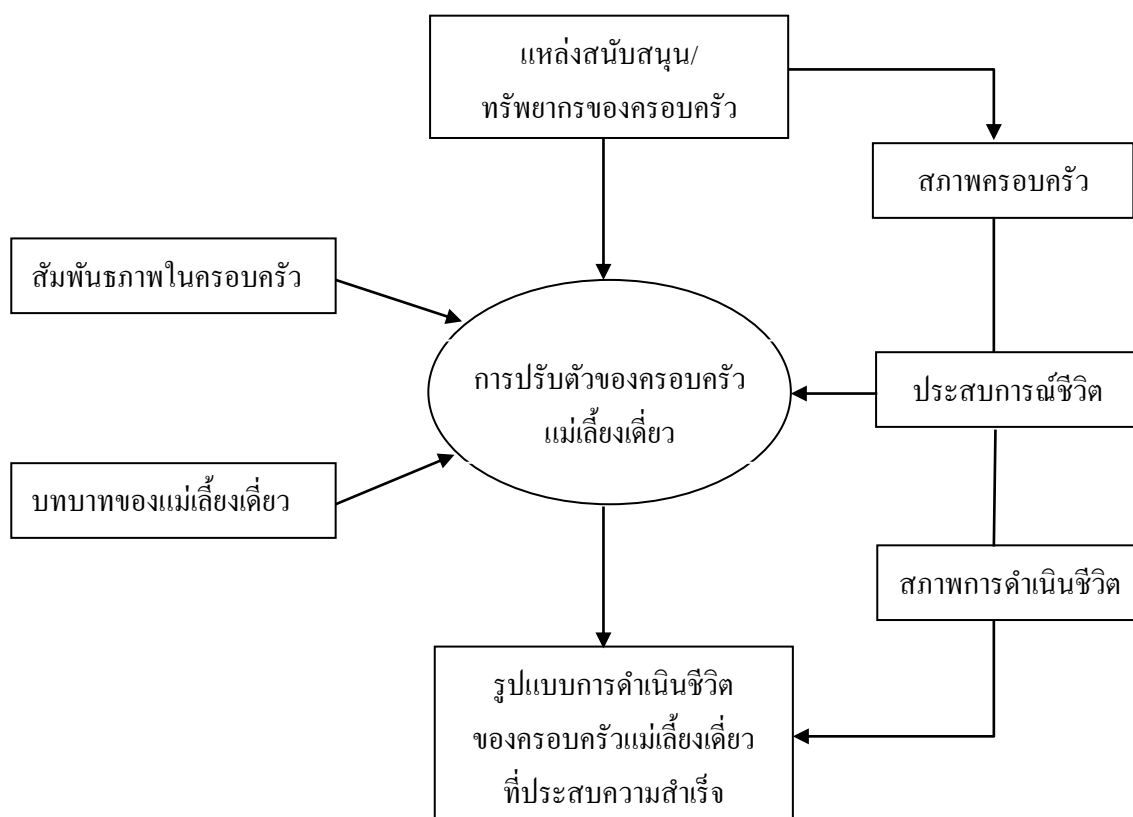 แหล่งสนับสนุน/
ทรัพยากรของครอบครัว
สภาพครอบครัว
สัมพันธภาพในครอบครัว
การปรับตัวของครอบครัว
แม่เลี้ยงเดี่ยว
ประสบการณ์ชีวิต
บทบาทของแม่เลี้ยงเดี่ยว
สภาพการดำเนินชีวิต
รูปแบบการดำเนินชีวิต
ของครอบครัวแม่เลี้ยงเดี่ยว
ที่ประสบความสำเร็จ